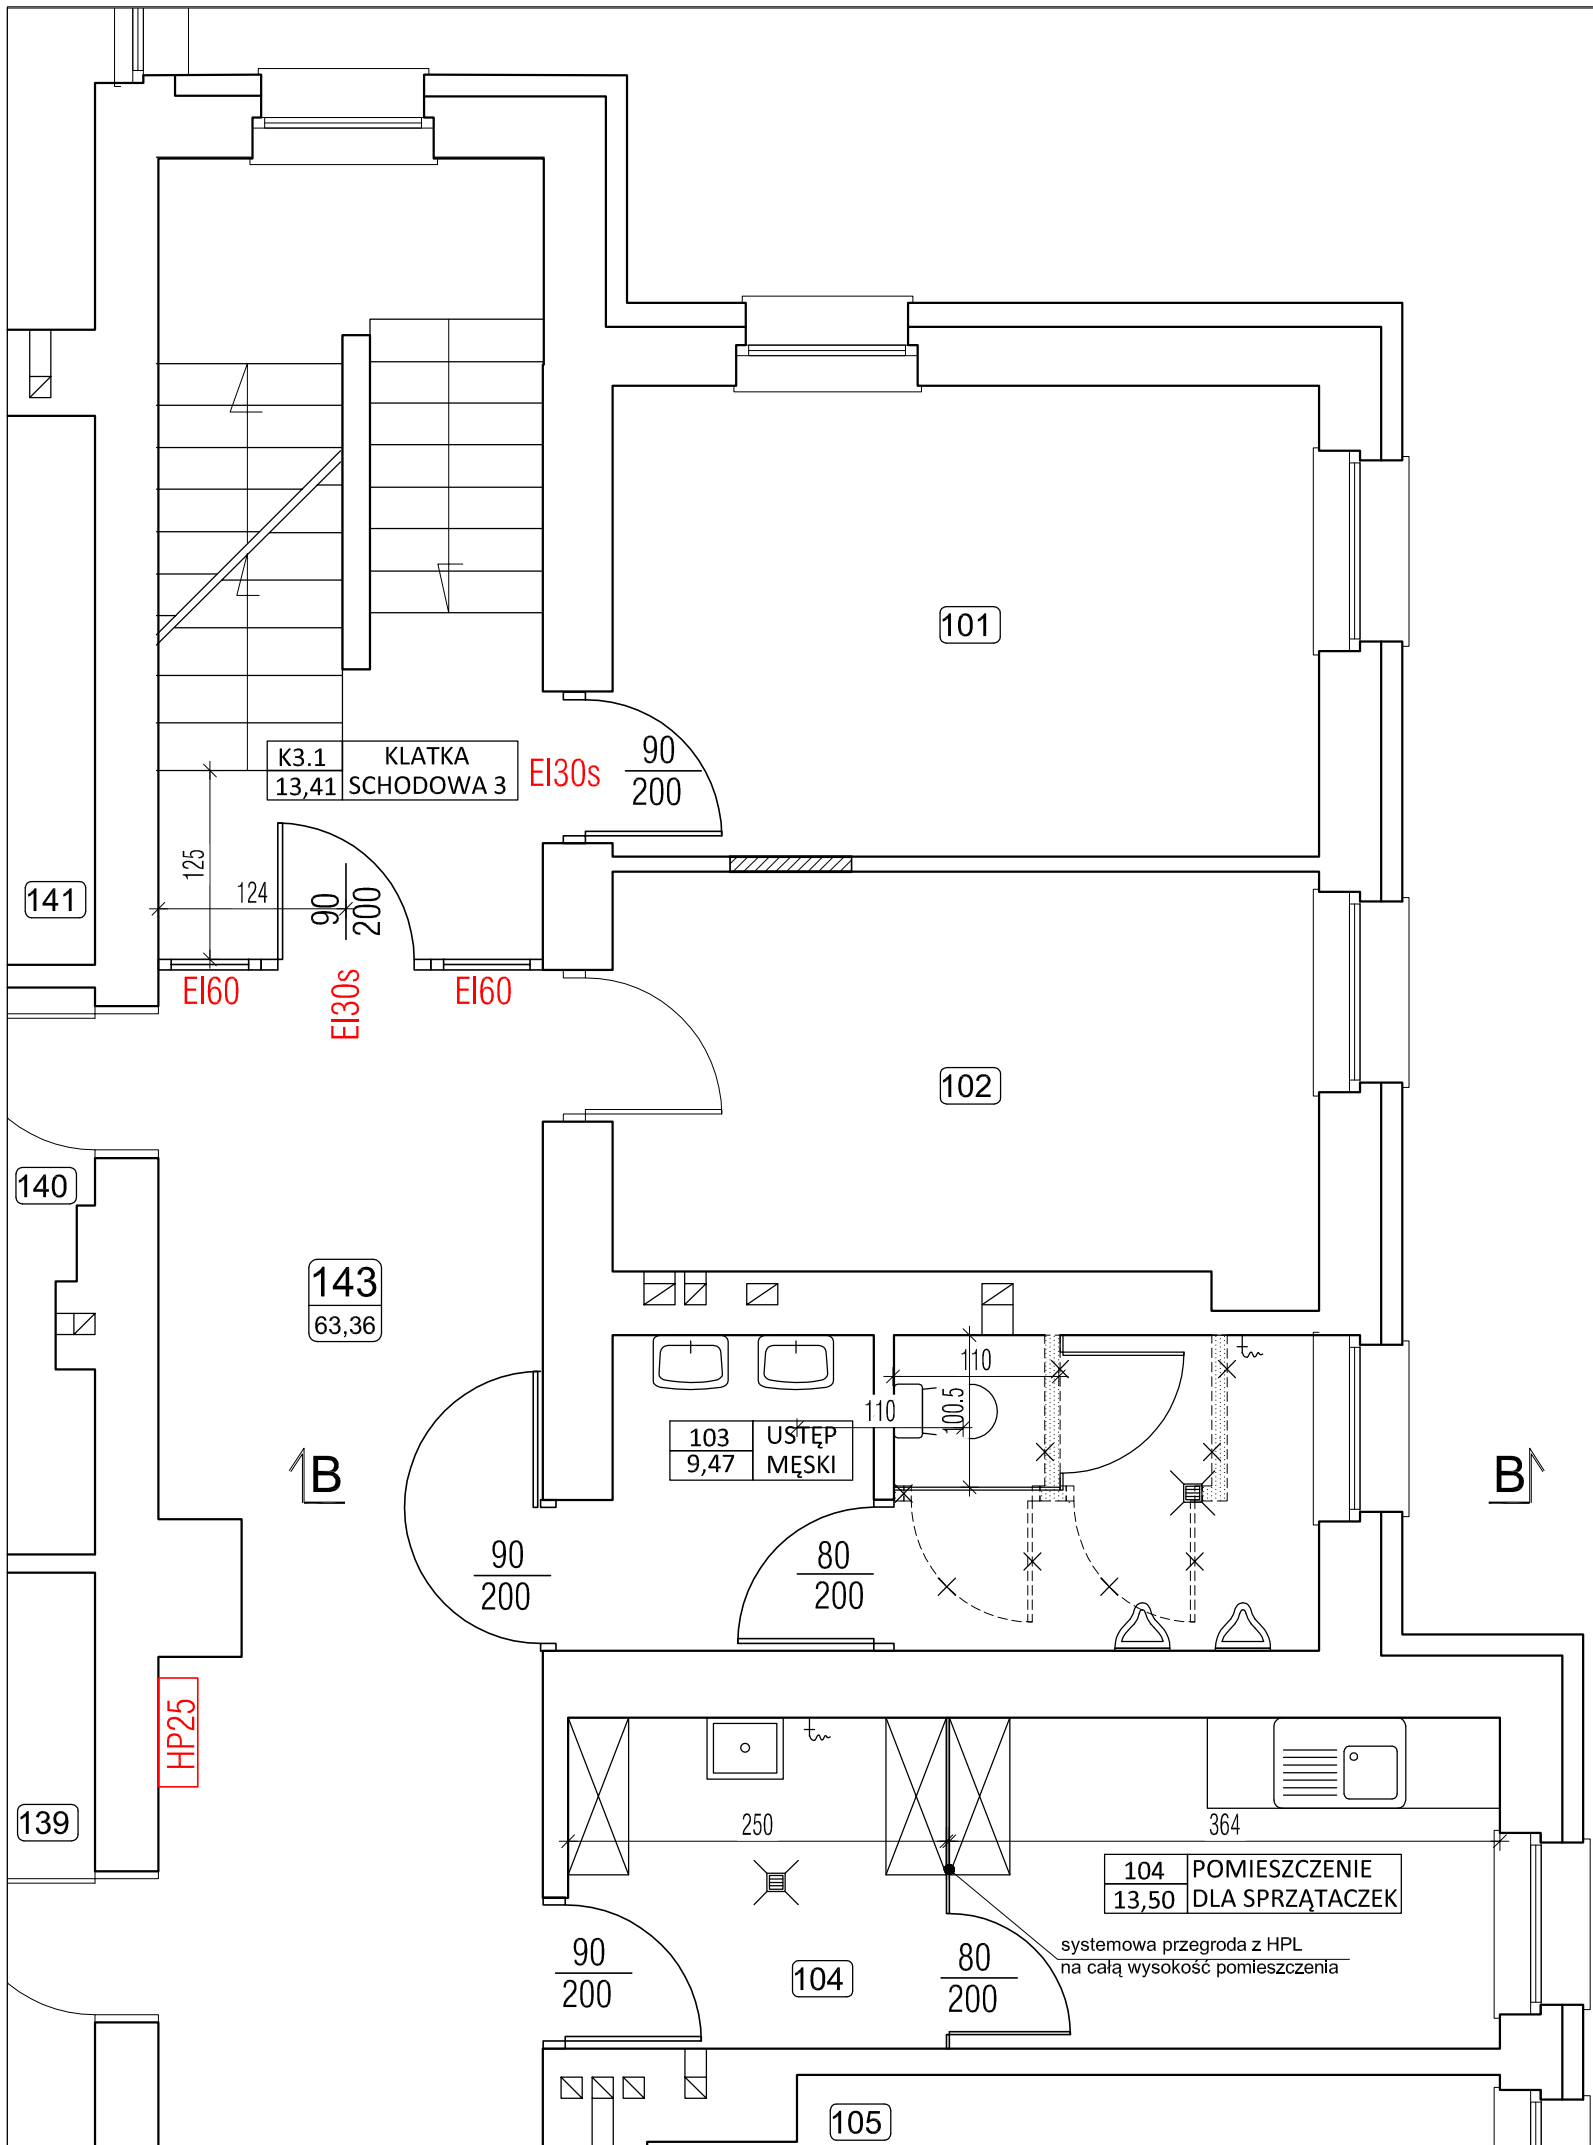 101
K3.1 KLATKA
13,41 SCHODOWA 3
EI30s
90
200
125
124
90
200
141
EI60
EI30s
EI60
102
140
143
63,36
110
110
100.5
103 USTĘP
9,47 MĘSKI
B
B
90
200
80
200
HP25
139
250
364
104 POMIESZCZENIE
13,50 DLA SPRZĄTACZEK
systemowa przegroda z HPL
na całą wysokość pomieszczenia
90
200
104
80
200
105